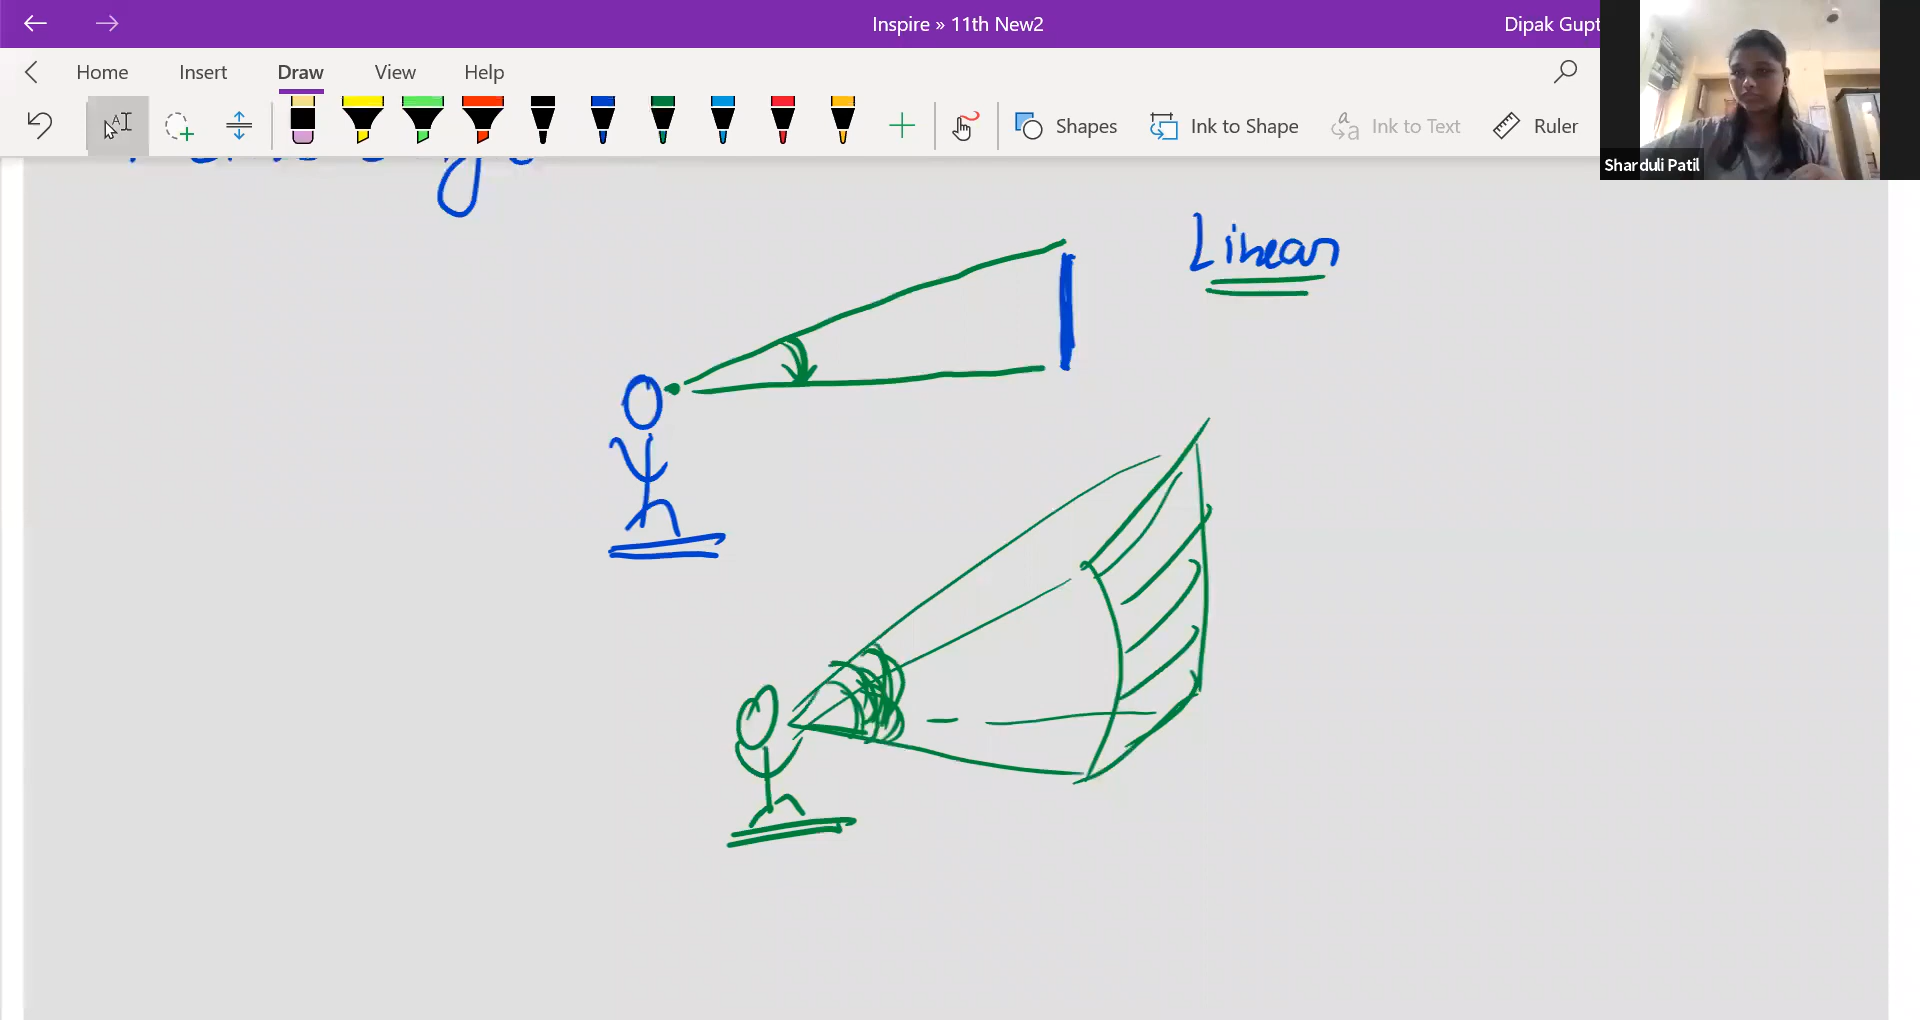 Inspire » 11th New2
Dipak Gupt
Home Insert Draw View Help
Shapes Ink to Shape Ink to Text Ruler
Sharduli Patil
Linear